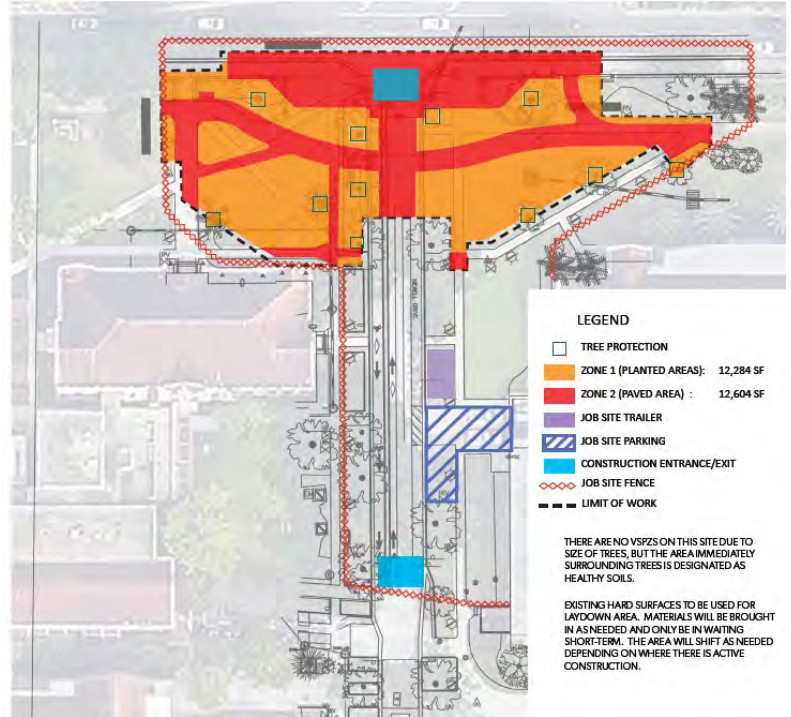 NEWELL DRIVE
LEGEND
TREE PROTECTION
ZONE 1 (PLANTED AREAS): 12,284 SF
ZONE 2 (PAVED AREA) : 12,604 SF
JOB SITE TRAILER
JOB SITE PARKING
CONSTRUCTION ENTRANCE/EXIT
JOB SITE FENCE
LIMIT OF WORK
THERE ARE NO VSPZS ON THIS SITE DUE TO
SIZE OF TREES, BUT THE AREA IMMEDIATELY
SURROUNDING TREES IS DESIGNATED AS
HEALTHY SOILS.
EXISTING HARD SURFACES TO BE USED FOR
LAYDOWN AREA. MATERIALS WILL BE BROUGHT
IN AS NEEDED AND ONLY BE IN WAITING
SHORT-TERM. THE AREA WILL SHIFT AS NEEDED
DEPENDING ON WHERE THERE IS ACTIVE
CONSTRUCTION.